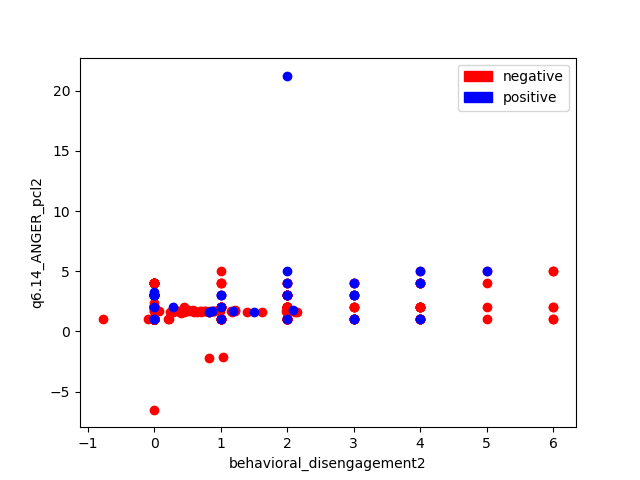 negative
positive
20
15
10
5
0
−5
q6.14_ANGER_pcl2
−1 0 1 2 3 4 5 6
behavioral_disengagement2